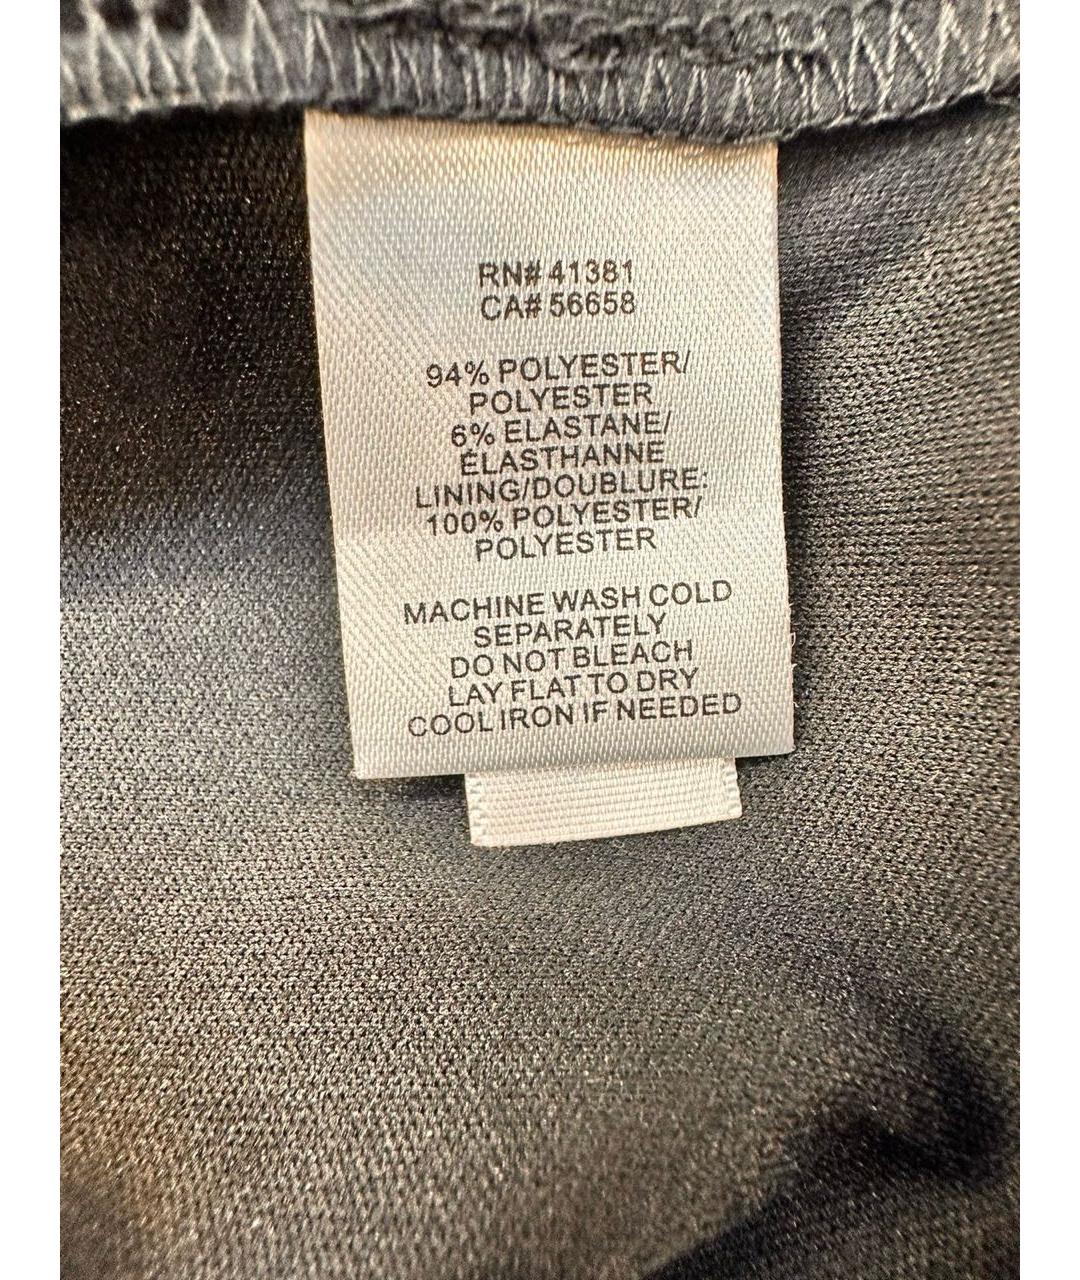 RN# 41381
CA# 56658
94% POLYESTER/
POLYESTER
6% ELASTANE/
ÉLASTHANNE
LINING/DOUBLURE:
100% POLYESTER/
POLYESTER
MACHINE WASH COLD
SEPARATELY
DO NOT BLEACH
LAY FLAT TO DRY
COOL IRON IF NEEDED